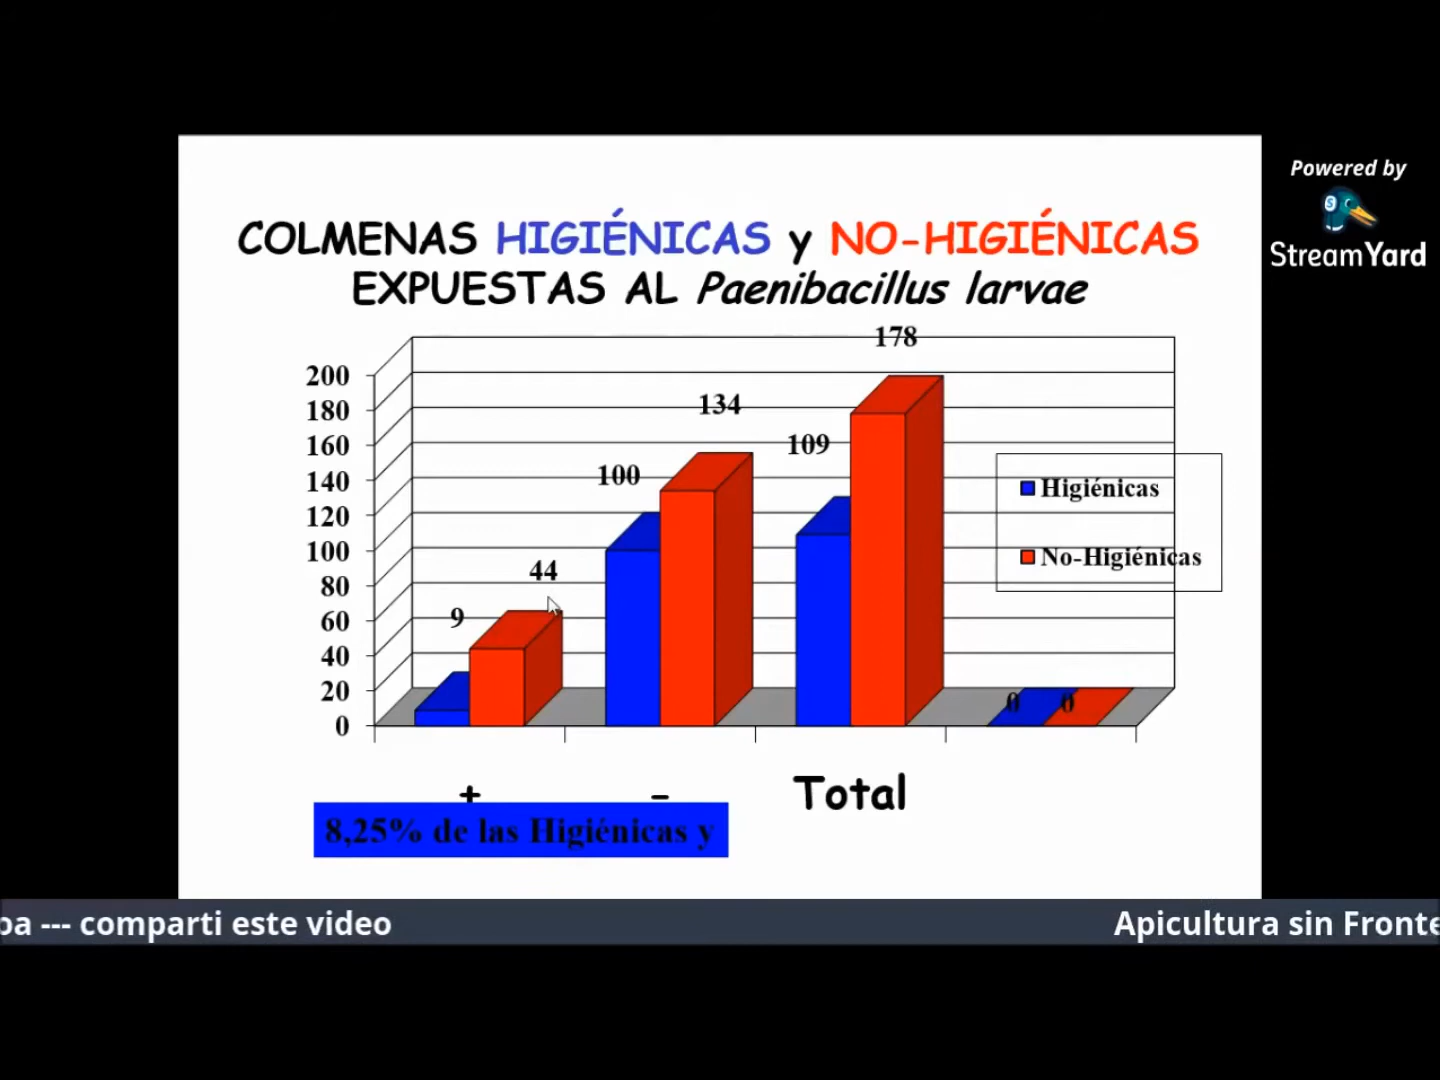 Powered by
StreamYard
COLMENAS HIGIÉNICAS y NO-HIGIÉNICAS
EXPUESTAS AL Paenibacillus larvae
200
180
160
140
120
100
80
60
40
20
0
9
44
100
134
109
178
0
0
Higiénicas
No-Higiénicas
+
-
Total
8,25% de las Higiénicas y
pa --- comparti este video
Apicultura sin Fronte